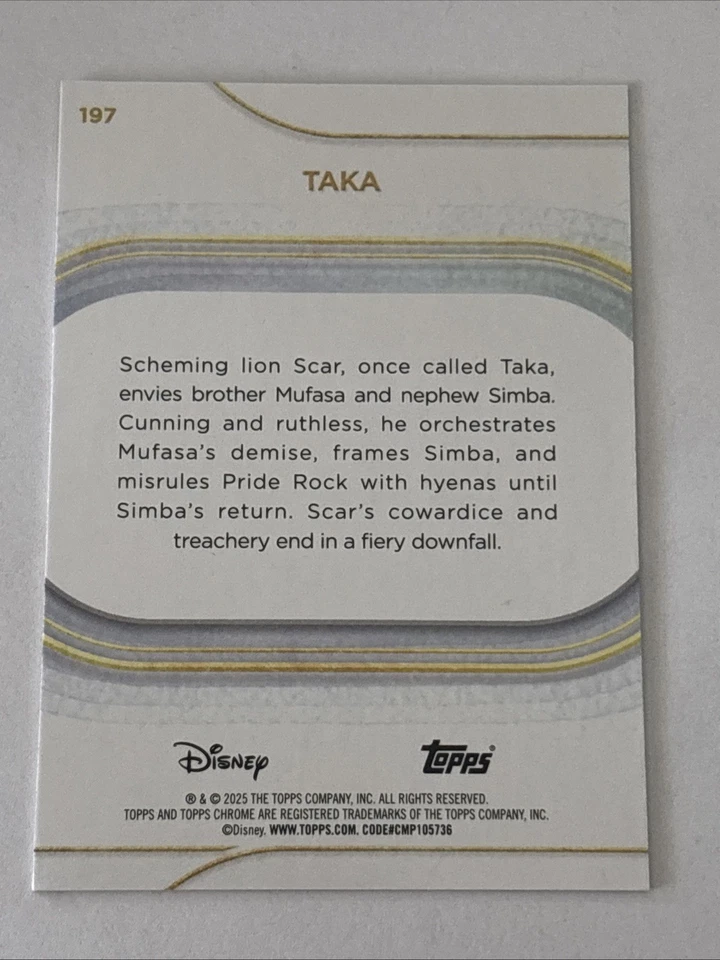 197
TAKA
Scheming lion Scar, once called Taka,
envies brother Mufasa and nephew Simba.
Cunning and ruthless, he orchestrates
Mufasa's demise, frames Simba, and
misrules Pride Rock with hyenas until
Simba's return. Scar's cowardice and
treachery end in a fiery downfall.
Disney topps®
® & © 2025 THE TOPPS COMPANY, INC. ALL RIGHTS RESERVED.
TOPPS AND TOPPS CHROME ARE REGISTERED TRADEMARKS OF THE TOPPS COMPANY, INC.
©Disney. WWW.TOPPS.COM. CODE#CMP105736